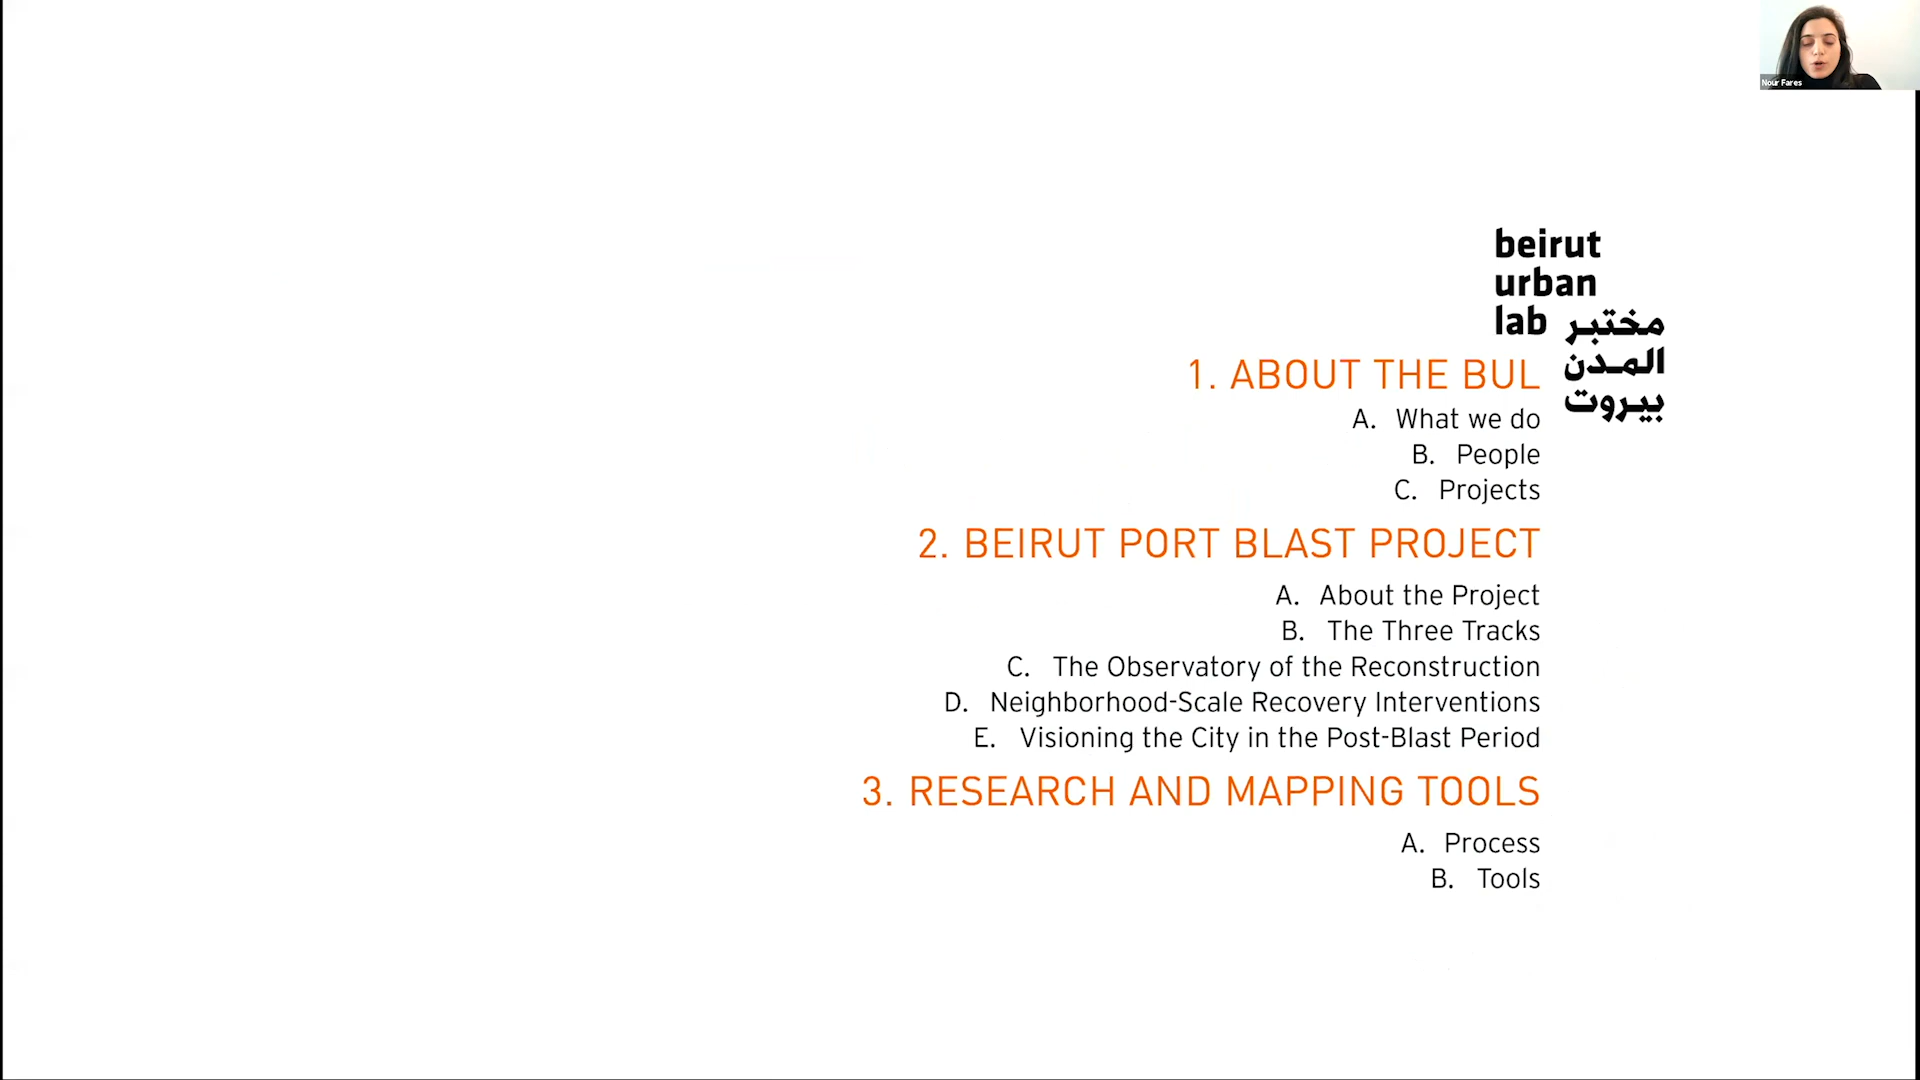 Nour Fares
beirut
urban
lab
مختبر
المدن
بيروت
1. ABOUT THE BUL
A. What we do
B. People
C. Projects
2. BEIRUT PORT BLAST PROJECT
A. About the Project
B. The Three Tracks
C. The Observatory of the Reconstruction
D. Neighborhood-Scale Recovery Interventions
E. Visioning the City in the Post-Blast Period
3. RESEARCH AND MAPPING TOOLS
A. Process
B. Tools